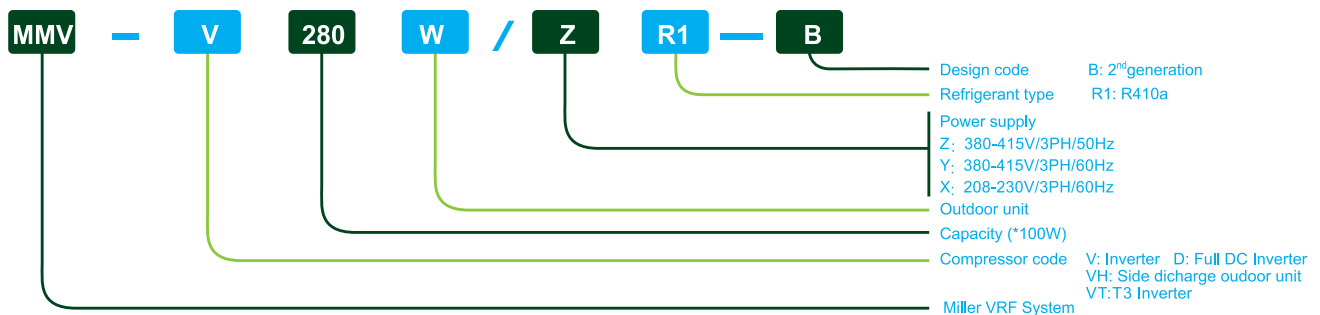 MMV - V 280 W / Z R1 - B
Design code B: 2ndgeneration
Refrigerant type R1: R410a
Power supply
Z: 380-415V/3PH/50Hz
Y: 380-415V/3PH/60Hz
X: 208-230V/3PH/60Hz
Outdoor unit
Capacity (*100W)
Compressor code V: Inverter D: Full DC Inverter
VH: Side dicharge oudoor unit
VT:T3 Inverter
Miller VRF System